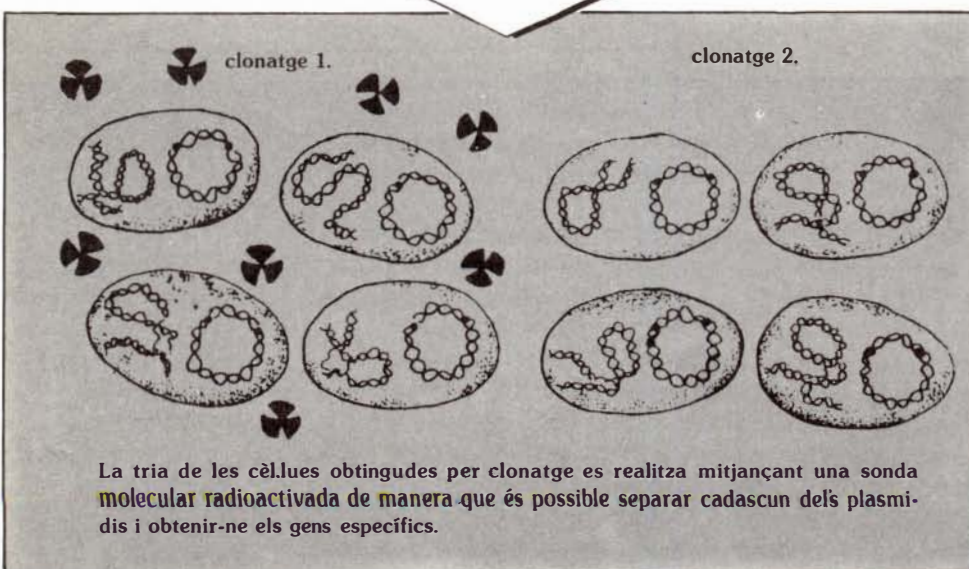 clonatge 1.
clonatge 2.
La tria de les cèl.lues obtingudes per clonatge es realitza mitjançant una sonda
molecular radioactivada de manera que és possible separar cadascun dels plasmi-
dis i obtenir-ne els gens específics.